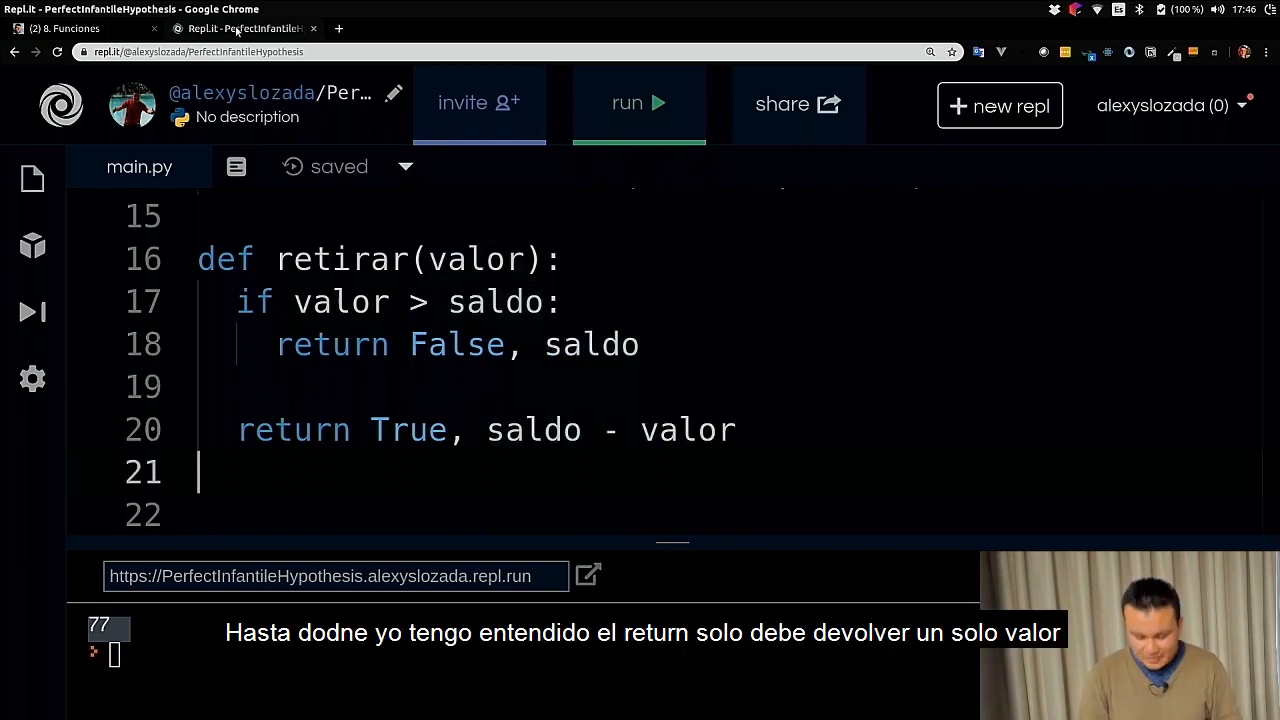 Repl.it - PerfectInfantileHypothesis - Google Chrome
(100 %) 17:46
Es
(2) 8. Funciones
Repl.it - PerfectInfantileH
repl.it/@alexyslozada/PerfectInfantileHypothesis
@alexyslozada/Per...
No description
invite
run
share
+ new repl
alexyslozada (0)
main.py
saved
15
16 def retirar(valor):
17 if valor > saldo:
18 return False, saldo
19
20 return True, saldo - valor
21
22
https://PerfectInfantileHypothesis.alexyslozada.repl.run
77
Hasta dodne yo tengo entendido el return solo debe devolver un solo valor